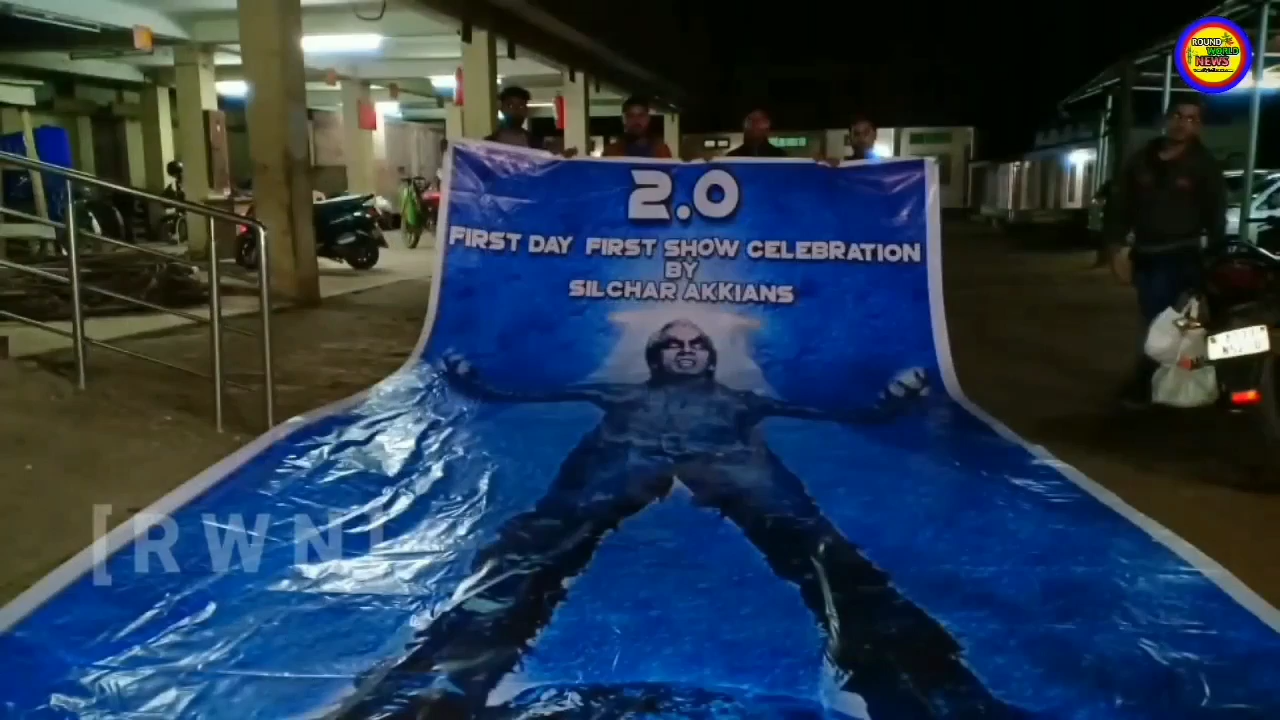 ROUND
WORLD
NEWS
2.0
FIRST DAY FIRST SHOW CELEBRATION
BY
SILCHAR AKKIANS
[RWN]